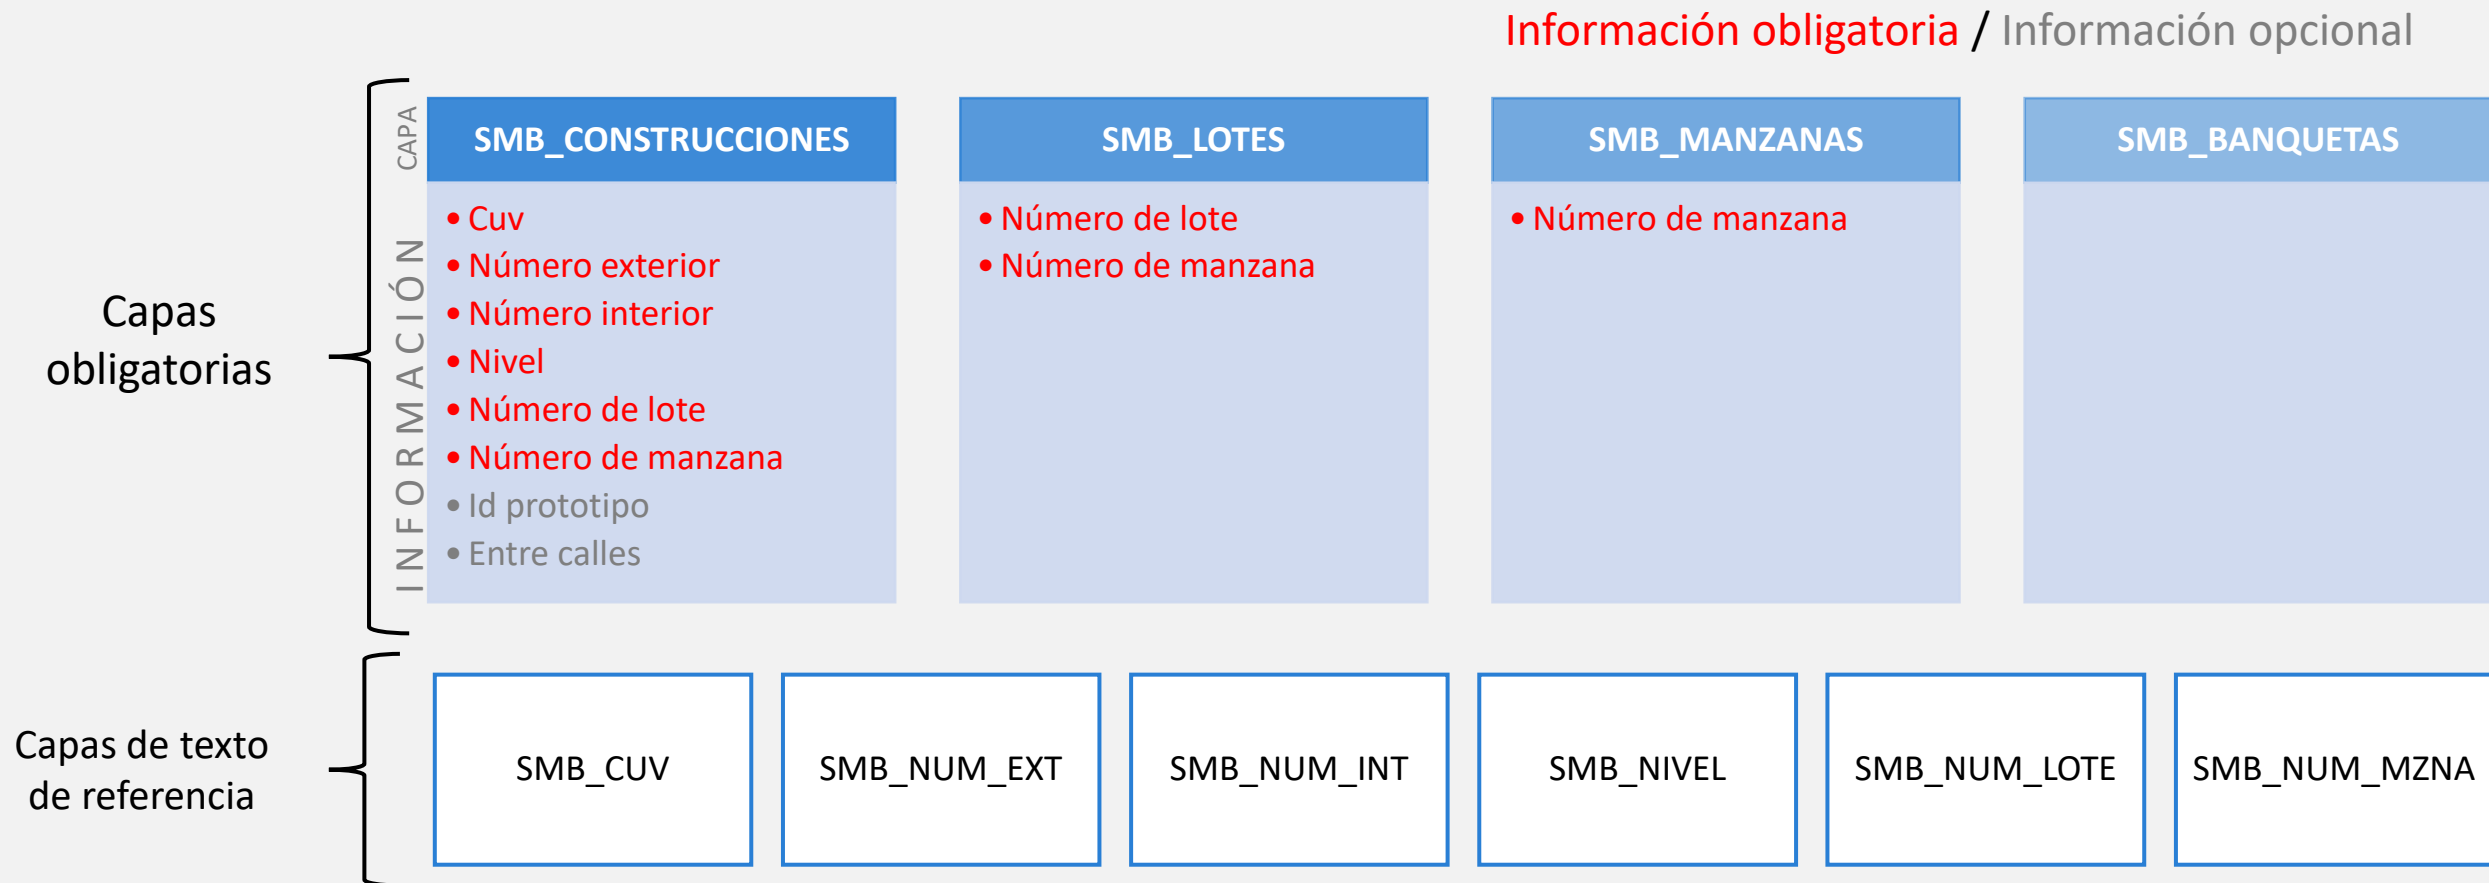 Información obligatoria / Información opcional
Capas
obligatorias
CAPA
INFORMACIÓN
SMB_CONSTRUCCIONES
• Cuv
• Número exterior
• Número interior
• Nivel
• Número de lote
• Número de manzana
• Id prototipo
• Entre calles
SMB_LOTES
• Número de lote
• Número de manzana
SMB_MANZANAS
• Número de manzana
SMB_BANQUETAS
Capas de texto
de referencia
SMB_CUV
SMB_NUM_EXT
SMB_NUM_INT
SMB_NIVEL
SMB_NUM_LOTE
SMB_NUM_MZNA